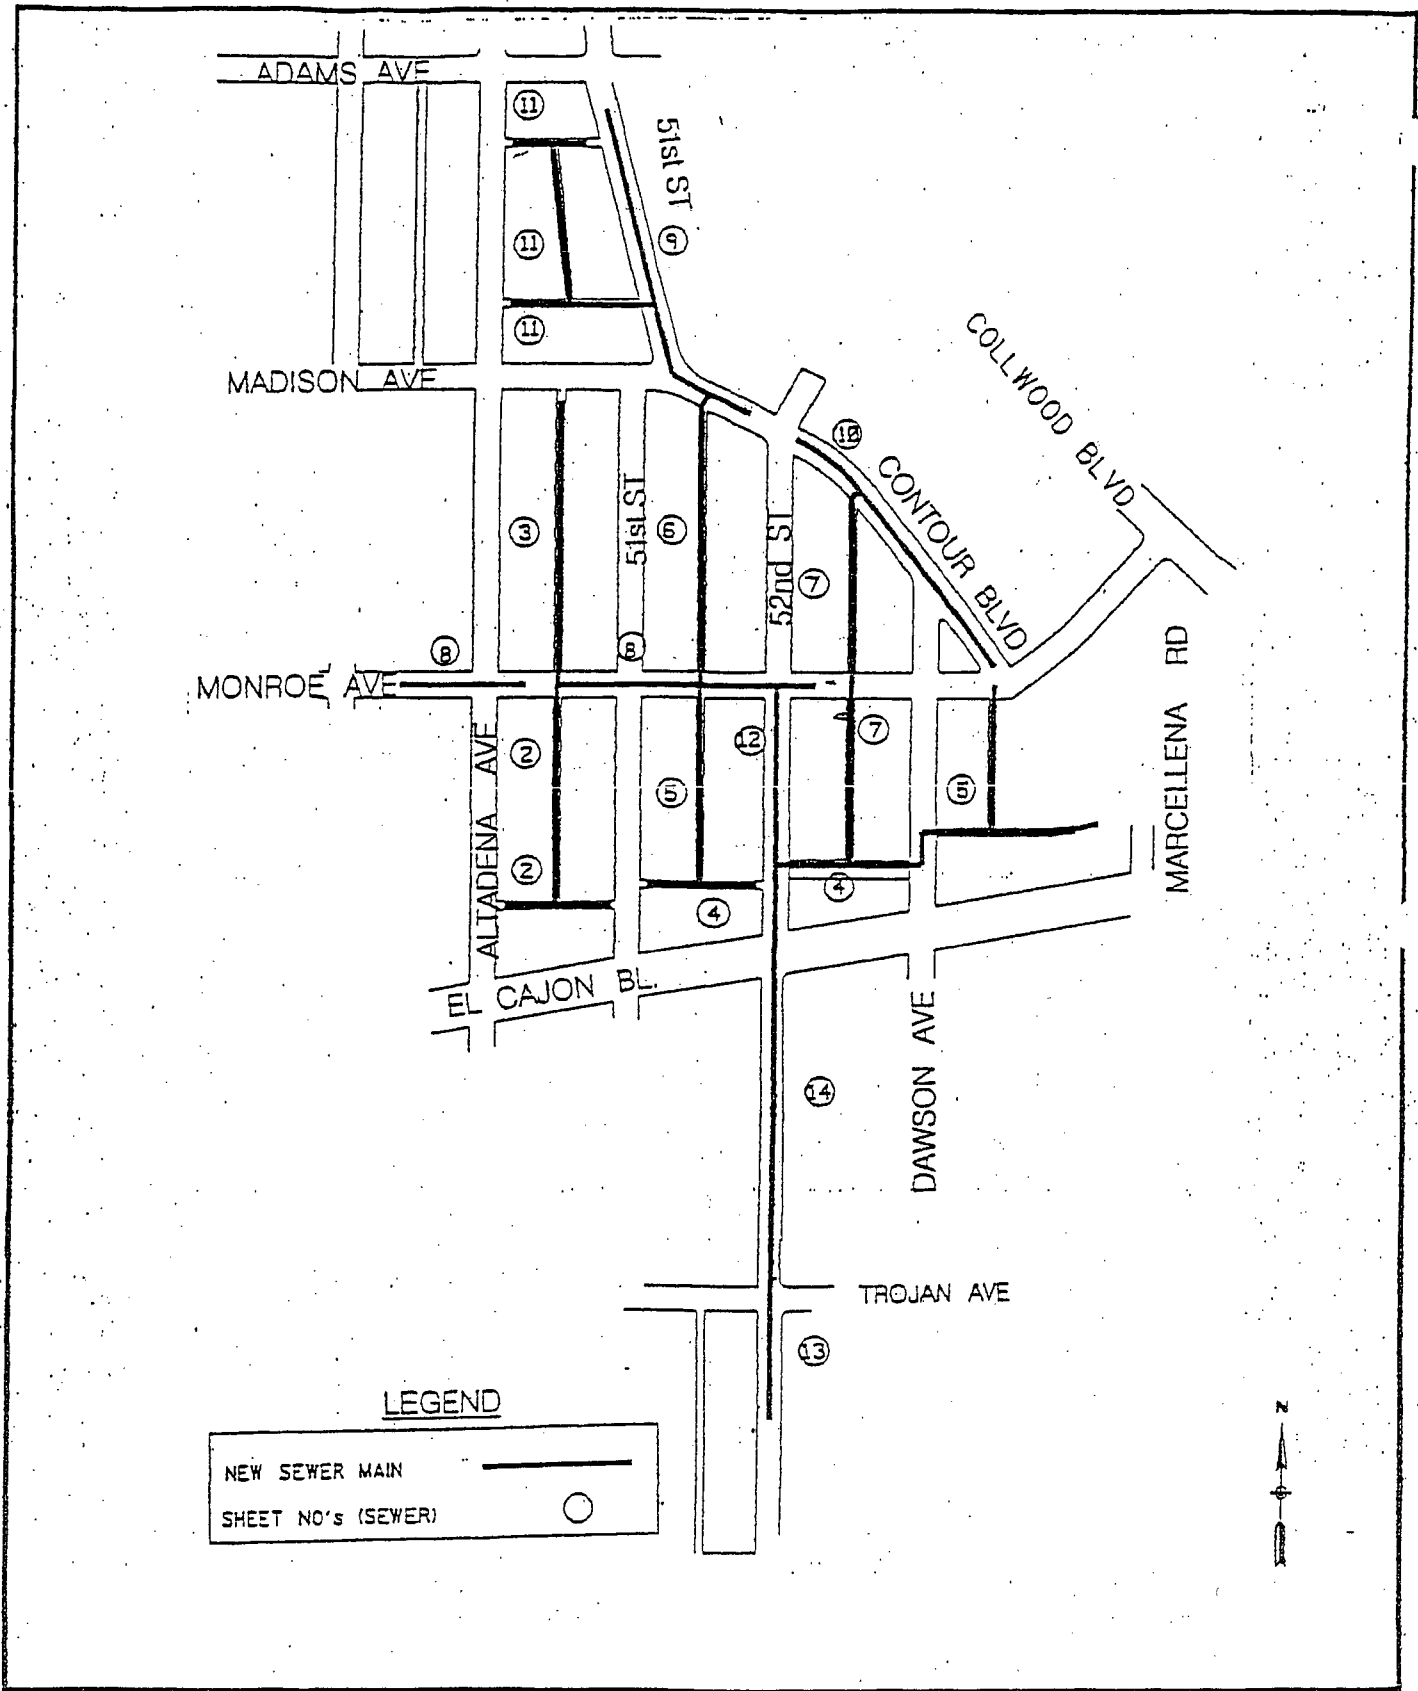 ADAMS AVE
11
51st ST
9
11
11
MADISON AVE
COLLWOOD BLVD
10
CONTOUR BLVD
3
51st ST
6
52nd ST
7
8
8
MONROE AVE
MARCELLENA RD
2
ALTADENA AVE
12
7
5
5
2
4
4
EL CAJON BL.
DAWSON AVE
14
TROJAN AVE
13
LEGEND
NEW SEWER MAIN
SHEET NO's (SEWER)
N